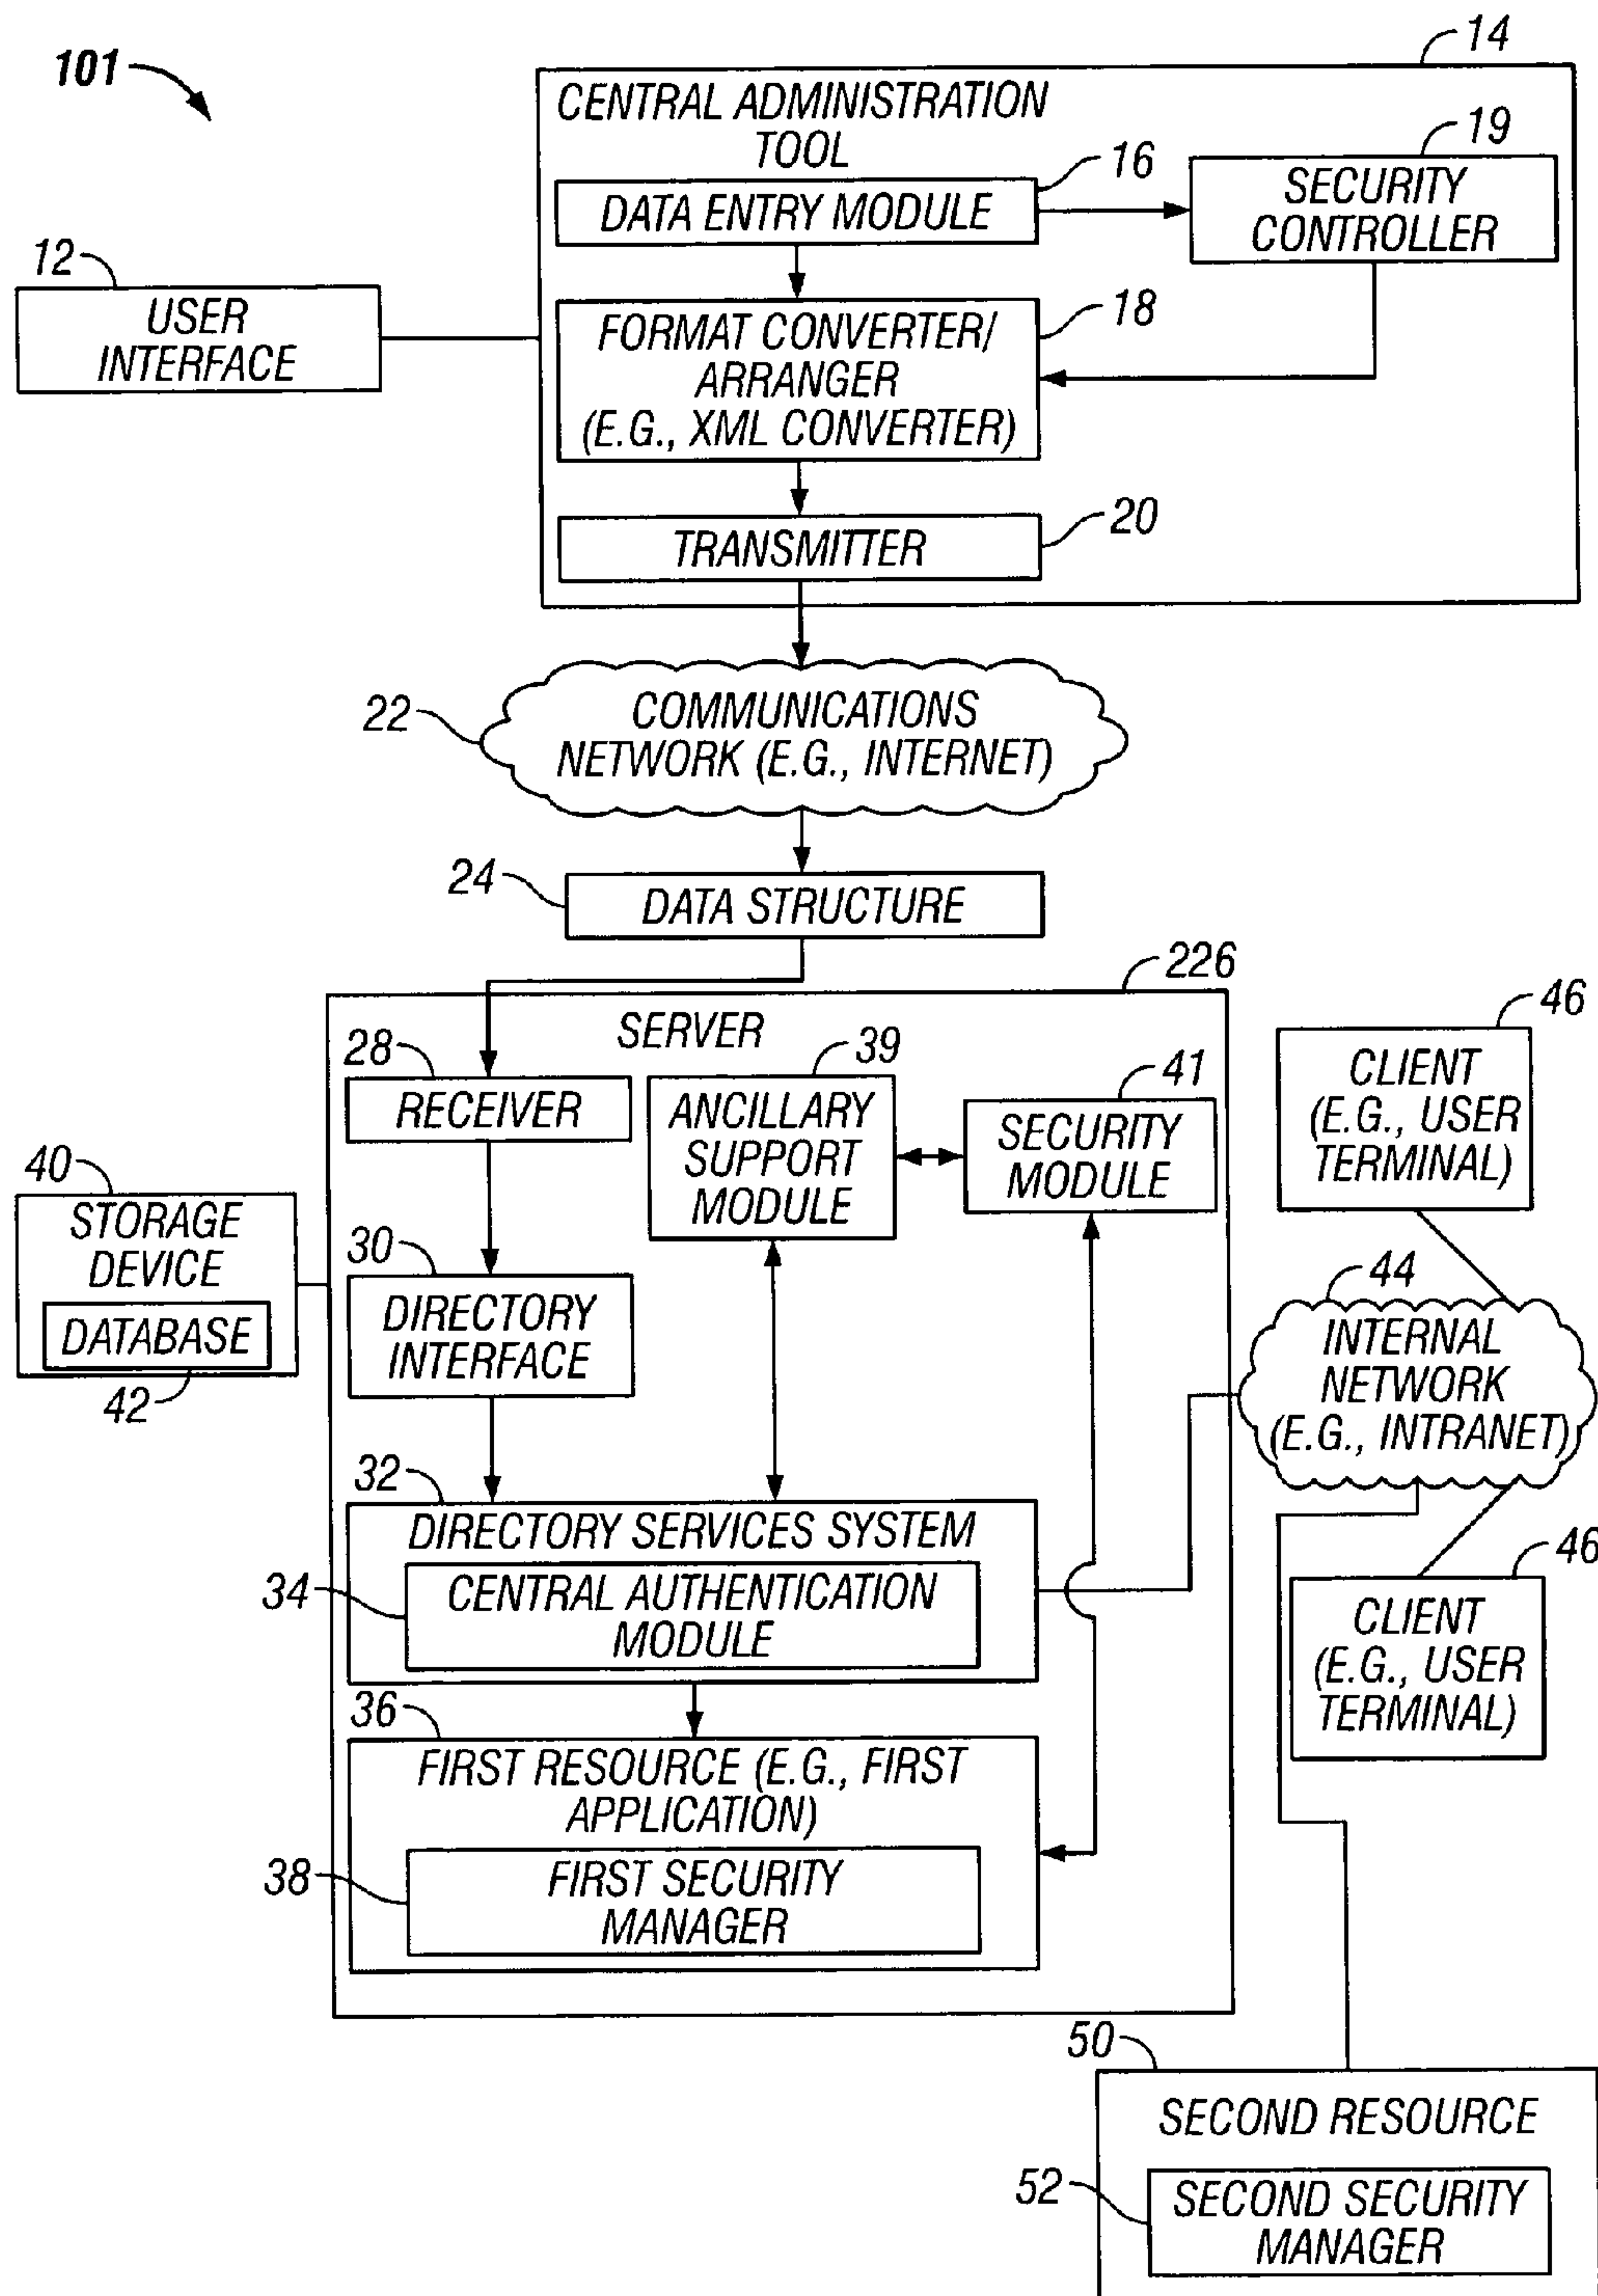 101
14
CENTRAL ADMINISTRATION
TOOL
16
19
DATA ENTRY MODULE
SECURITY
CONTROLLER
12
USER
INTERFACE
18
FORMAT CONVERTER/
ARRANGER
(E.G., XML CONVERTER)
20
TRANSMITTER
22
COMMUNICATIONS
NETWORK (E.G., INTERNET)
24
DATA STRUCTURE
226
SERVER
28
RECEIVER
39
ANCILLARY
SUPPORT
MODULE
41
SECURITY
MODULE
46
CLIENT
(E.G., USER
TERMINAL)
40
STORAGE
DEVICE
DATABASE
42
30
DIRECTORY
INTERFACE
44
INTERNAL
NETWORK
(E.G., INTRANET)
32
DIRECTORY SERVICES SYSTEM
34
CENTRAL AUTHENTICATION
MODULE
46
CLIENT
(E.G., USER
TERMINAL)
36
FIRST RESOURCE (E.G., FIRST
APPLICATION)
38
FIRST SECURITY
MANAGER
50
SECOND RESOURCE
52
SECOND SECURITY
MANAGER